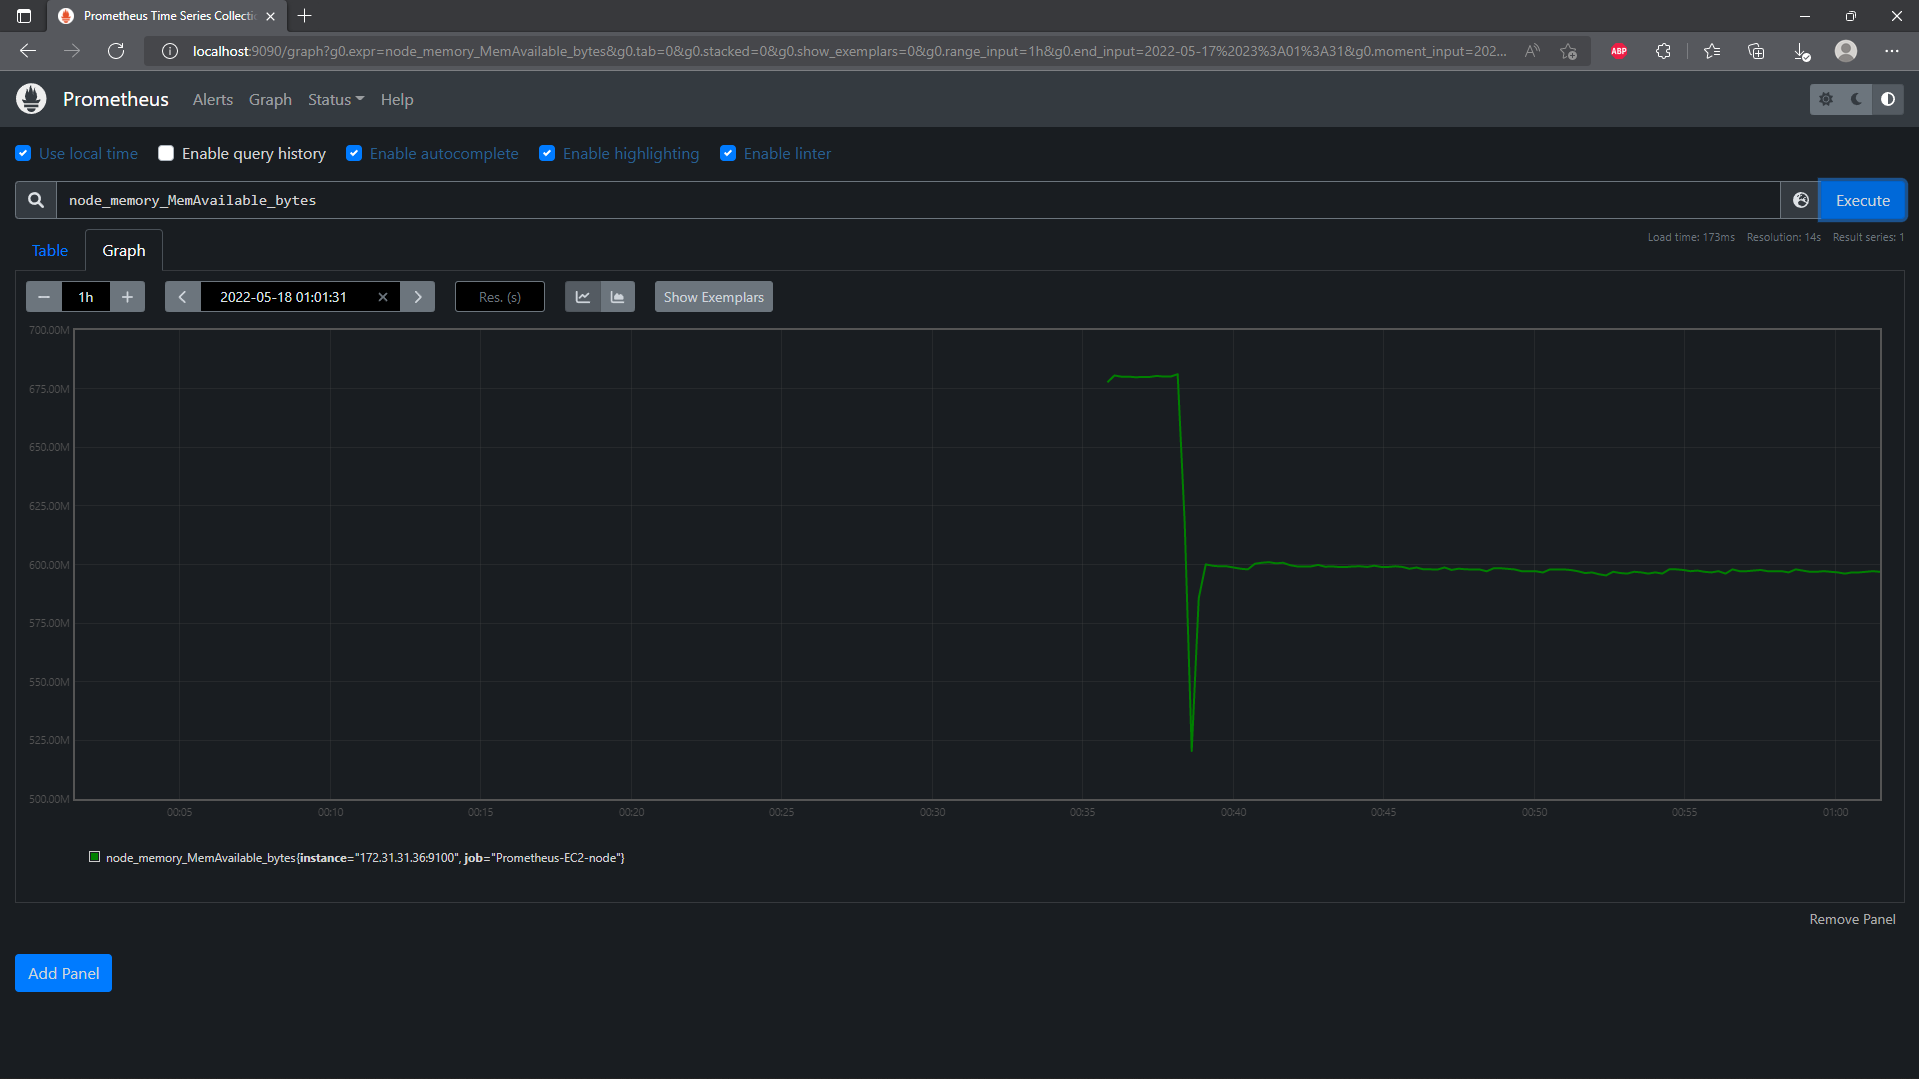 Prometheus Time Series Collecti
localhost:9090/graph?g0.expr=node_memory_MemAvailable_bytes&g0.tab=0&g0.stacked=0&g0.show_exemplars=0&g0.range_input=1h&g0.end_input=2022-05-17%2023%3A01%3A31&g0.moment_input=202... A ABP
Prometheus Alerts Graph Status Help
Use local time Enable query history Enable autocomplete Enable highlighting Enable linter
node_memory_MemAvailable_bytes Execute
Load time: 173ms Resolution: 14s Result series: 1
Table Graph
− 1h + 2022-05-18 01:01:31 Res. (s) Show Exemplars
700.00M
675.00M
650.00M
625.00M
600.00M
575.00M
550.00M
525.00M
500.00M
00:05 00:10 00:15 00:20 00:25 00:30 00:35 00:40 00:45 00:50 00:55 01:00
node_memory_MemAvailable_bytes{instance="172.31.31.36:9100", job="Prometheus-EC2-node"}
Remove Panel
Add Panel